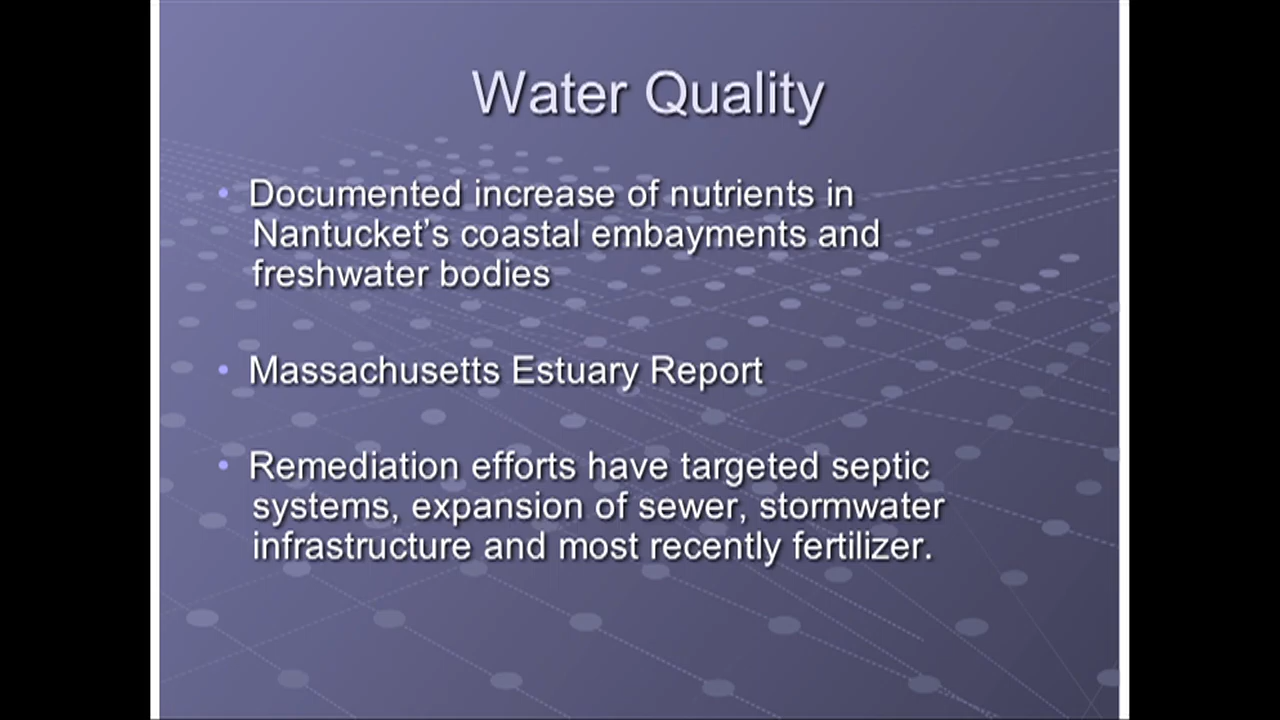 Water Quality
• Documented increase of nutrients in
Nantucket’s coastal embayments and
freshwater bodies
• Massachusetts Estuary Report
• Remediation efforts have targeted septic
systems, expansion of sewer, stormwater
infrastructure and most recently fertilizer.